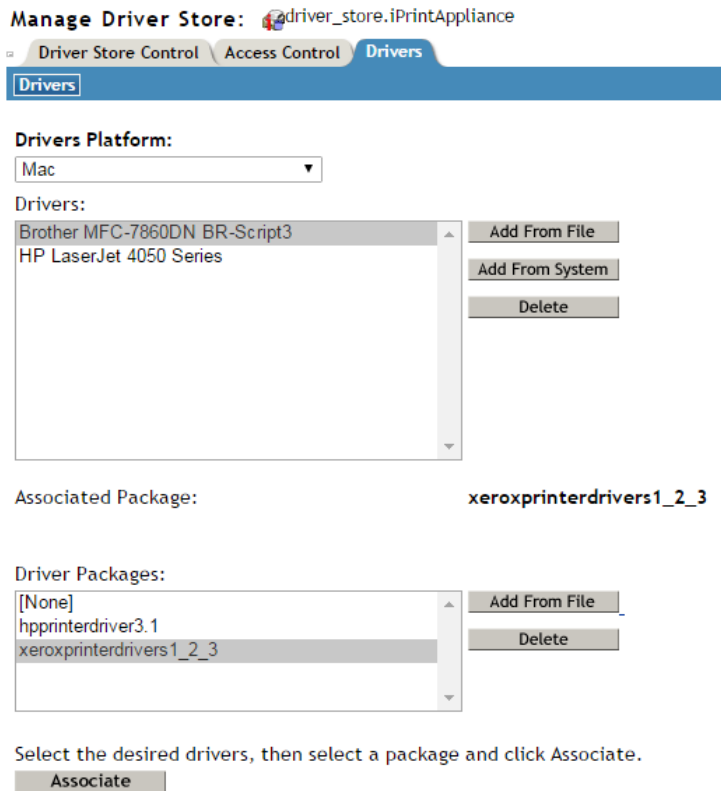 Manage Driver Store: driver_store.iPrintAppliance
Driver Store Control Access Control Drivers
Drivers
Drivers Platform:
Mac
Drivers:
Brother MFC-7860DN BR-Script3 Add From File
HP LaserJet 4050 Series Add From System
Delete
Associated Package: xeroxprinterdrivers1_2_3
Driver Packages:
[None] Add From File
hpprinterdriver3.1
xeroxprinterdrivers1_2_3 Delete
Select the desired drivers, then select a package and click Associate.
Associate